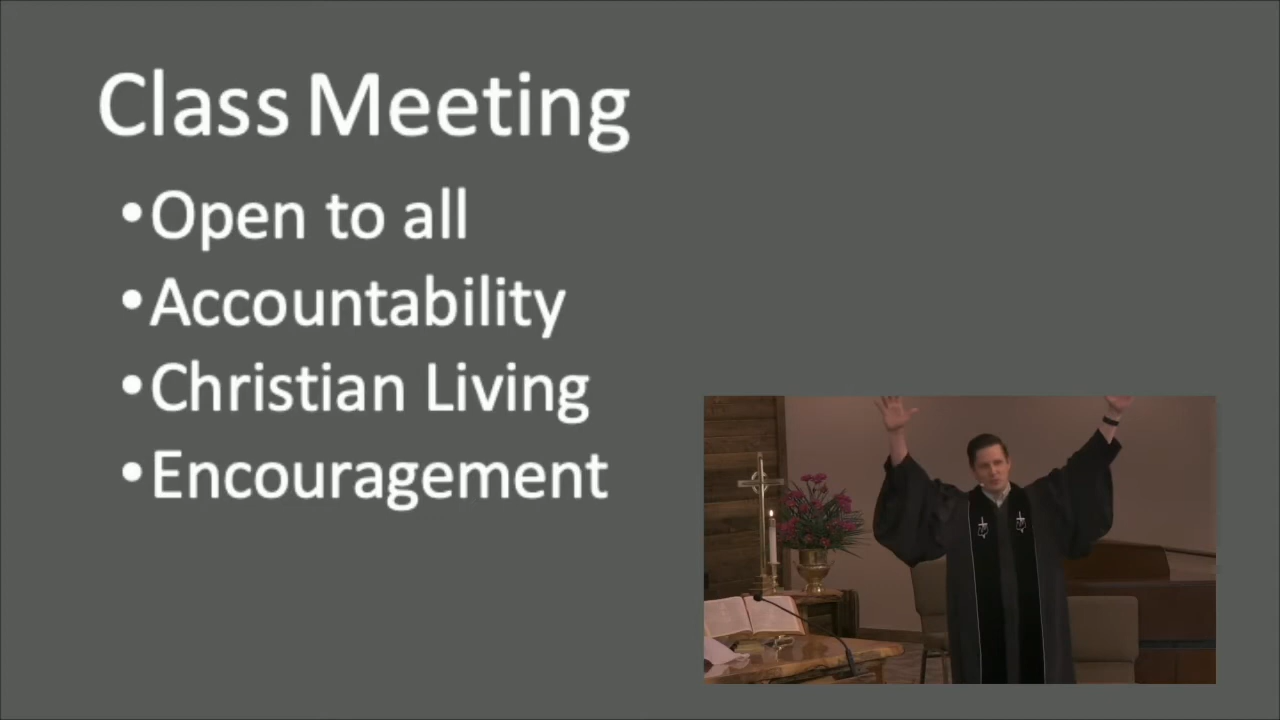 Class Meeting
•Open to all
•Accountability
•Christian Living
•Encouragement